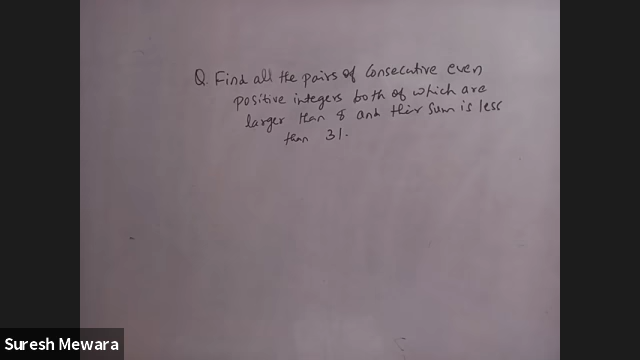 Q. Find all the pairs of Consecutive even
positive integers both of which are
larger than 8 and their sum is less
than 31.
Suresh Mewara